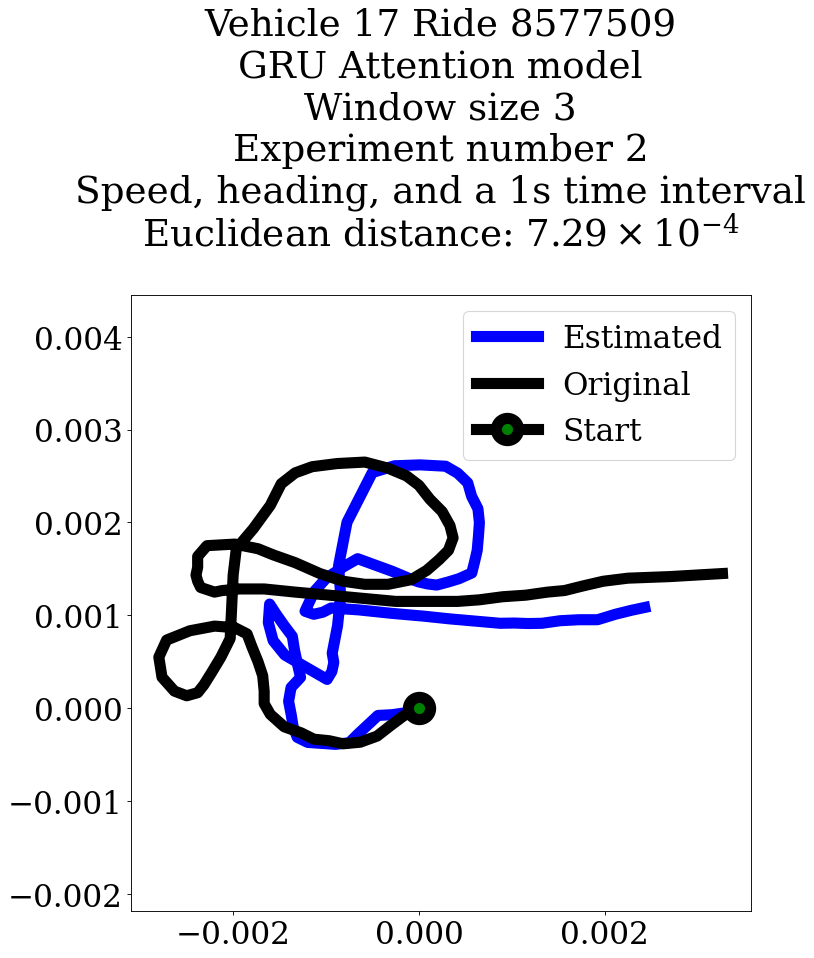 Vehicle 17 Ride 8577509
GRU Attention model
Window size 3
Experiment number 2
Speed, heading, and a 1s time interval
Euclidean distance: 7.29 × 10⁻⁴
Estimated
Original
Start
0.004
0.003
0.002
0.001
0.000
−0.001
−0.002
−0.002 0.000 0.002